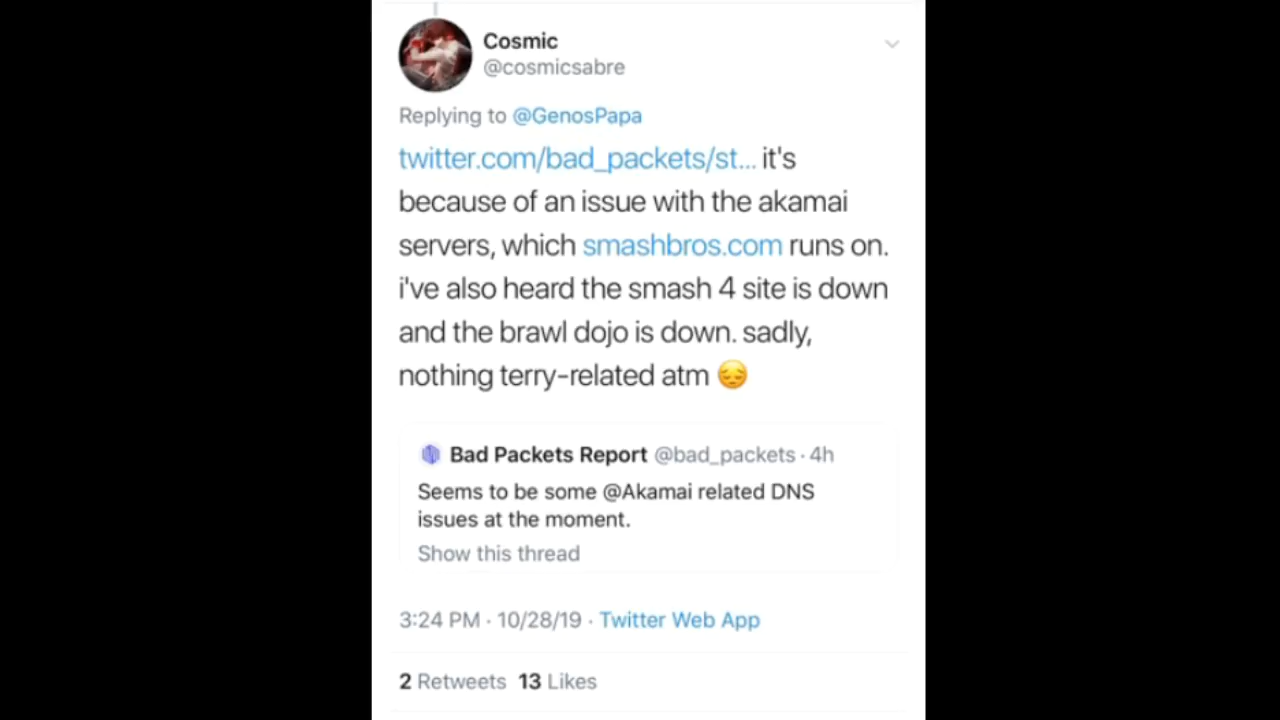 Cosmic
@cosmicsabre
Replying to @GenosPapa
twitter.com/bad_packets/st... it's
because of an issue with the akamai
servers, which smashbros.com runs on.
i've also heard the smash 4 site is down
and the brawl dojo is down. sadly,
nothing terry-related atm 😔
Bad Packets Report @bad_packets · 4h
Seems to be some @Akamai related DNS
issues at the moment.
Show this thread
3:24 PM · 10/28/19 · Twitter Web App
2 Retweets 13 Likes